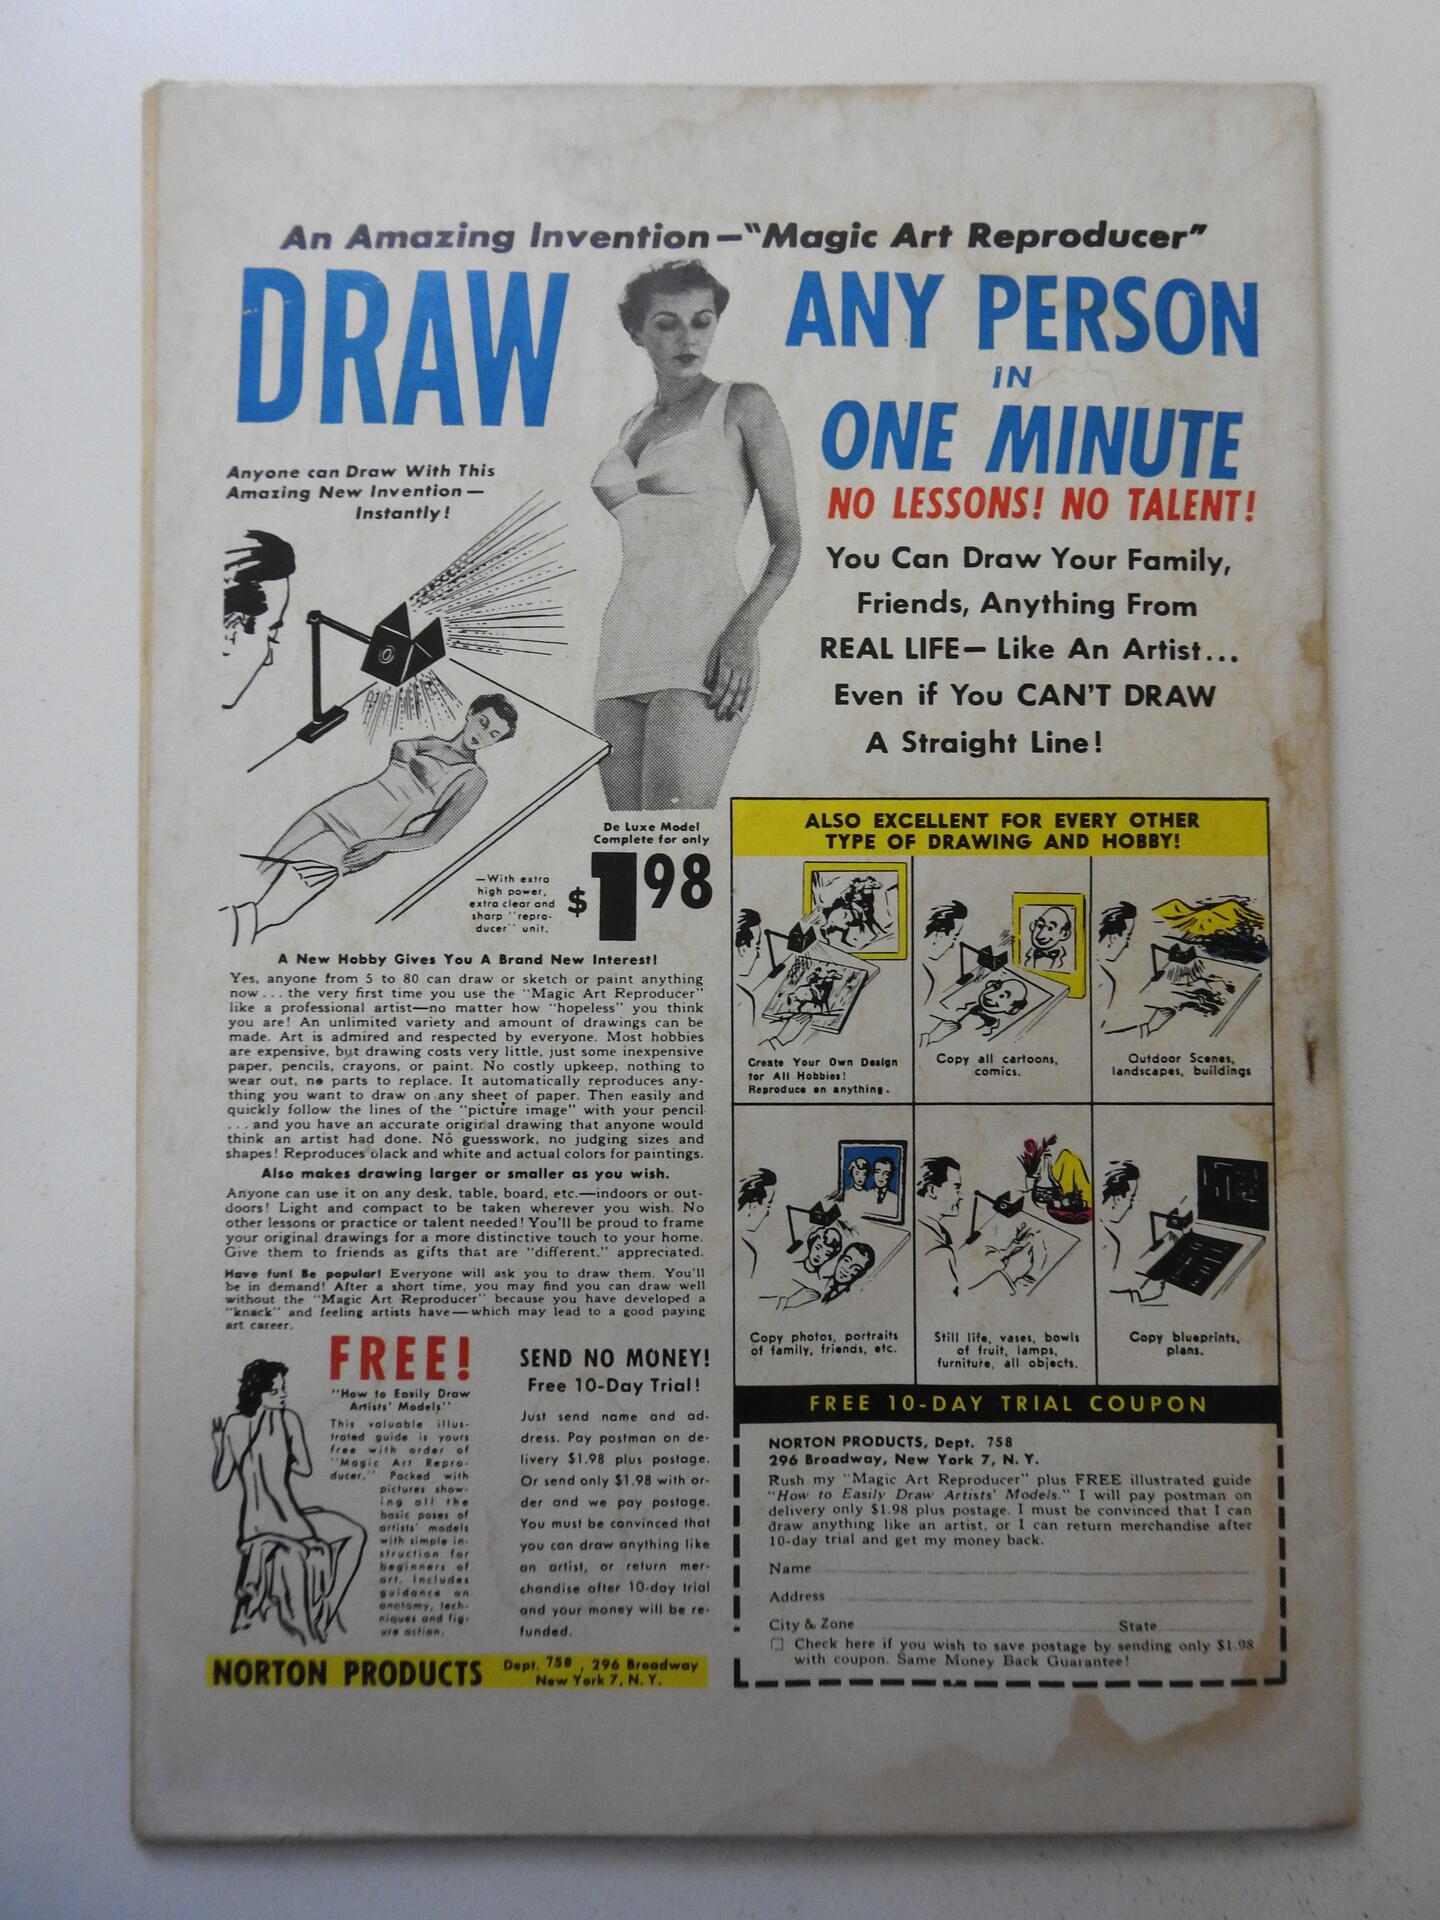 An Amazing Invention—"Magic Art Reproducer"
DRAW
ANY PERSON
IN
ONE MINUTE
NO LESSONS! NO TALENT!
Anyone can Draw With This
Amazing New Invention—
Instantly!
You Can Draw Your Family,
Friends, Anything From
REAL LIFE— Like An Artist...
Even if You CAN'T DRAW
A Straight Line!
De Luxe Model
Complete for only
$1.98
—With extra
high power,
extra clear and
sharp "repro-
ducer" unit.
A New Hobby Gives You A Brand New Interest!
Yes, anyone from 5 to 80 can draw or sketch or paint anything
now . . . the very first time you use the "Magic Art Reproducer"
like a professional artist—no matter how "hopeless" you think
you are! An unlimited variety and amount of drawings can be
made. Art is admired and respected by everyone. Most hobbies
are expensive, but drawing costs very little, just some inexpensive
paper, pencils, crayons, or paint. No costly upkeep, nothing to
wear out, no parts to replace. It automatically reproduces any-
thing you want to draw on any sheet of paper. Then easily and
quickly follow the lines of the "picture image" with your pencil
. . . and you have an accurate original drawing that anyone would
think an artist had done. No guesswork, no judging sizes and
shapes! Reproduces black and white and actual colors for paintings.
Also makes drawing larger or smaller as you wish.
Anyone can use it on any desk, table, board, etc.—indoors or out-
doors! Light and compact to be taken wherever you wish. No
other lessons or practice or talent needed! You'll be proud to frame
your original drawings for a more distinctive touch to your home.
Give them to friends as gifts that are "different," appreciated.
Have fun! Be popular! Everyone will ask you to draw them. You'll
be in demand! After a short time, you may find you can draw well
without the "Magic Art Reproducer" because you have developed a
"knack" and feeling artists have—which may lead to a good paying
art career.
FREE!
"How to Easily Draw
Artists' Models"
This valuable illus-
trated guide is yours
free with order of
"Magic Art Repro-
ducer." Packed with
pictures show-
ing all the
basic poses of
artists' models
with simple in-
struction for
beginners of
art. Includes
guidance on
anatomy, tech-
niques and fig-
ure action.
SEND NO MONEY!
Free 10-Day Trial!
Just send name and ad-
dress. Pay postman on de-
livery $1.98 plus postage.
Or send only $1.98 with or-
der and we pay postage.
You must be convinced that
you can draw anything like
an artist, or return mer-
chandise after 10-day trial
and your money will be re-
funded.
NORTON PRODUCTS Dept. 758, 296 Broadway
New York 7, N. Y.
ALSO EXCELLENT FOR EVERY OTHER
TYPE OF DRAWING AND HOBBY!
Create Your Own Design
for All Hobbies!
Reproduce on anything.
Copy all cartoons,
comics.
Outdoor Scenes,
landscapes, buildings
Copy photos, portraits
of family, friends, etc.
Still life, vases, bowls
of fruit, lamps,
furniture, all objects.
Copy blueprints,
plans.
FREE 10-DAY TRIAL COUPON
NORTON PRODUCTS, Dept. 758
296 Broadway, New York 7, N. Y.
Rush my "Magic Art Reproducer" plus FREE illustrated guide
"How to Easily Draw Artists' Models." I will pay postman on
delivery only $1.98 plus postage. I must be convinced that I can
draw anything like an artist, or I can return merchandise after
10-day trial and get my money back.
Name
Address
City & Zone State
Check here if you wish to save postage by sending only $1.98
with coupon. Same Money Back Guarantee!